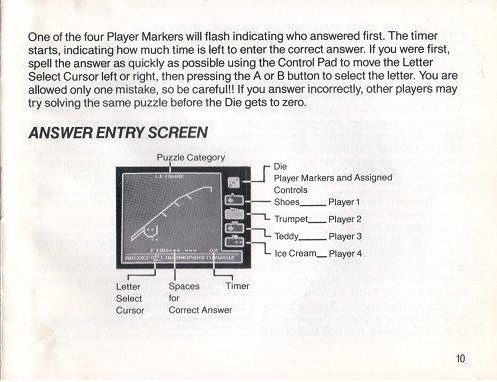 One of the four Player Markers will flash indicating who answered first. The timer
starts, indicating how much time is left to enter the correct answer. If you were first,
spell the answer as quickly as possible using the Control Pad to move the Letter
Select Cursor left or right, then pressing the A or B button to select the letter. You are
allowed only one mistake, so be careful!! If you answer incorrectly, other players may
try solving the same puzzle before the Die gets to zero.
ANSWER ENTRY SCREEN
Puzzle Category
LEISURE
Die
Player Markers and Assigned
Controls
Shoes____ Player 1
Trumpet___ Player 2
Teddy____ Player 3
Ice Cream__ Player 4
Letter
Select
Cursor
Spaces
for
Correct Answer
Timer
10